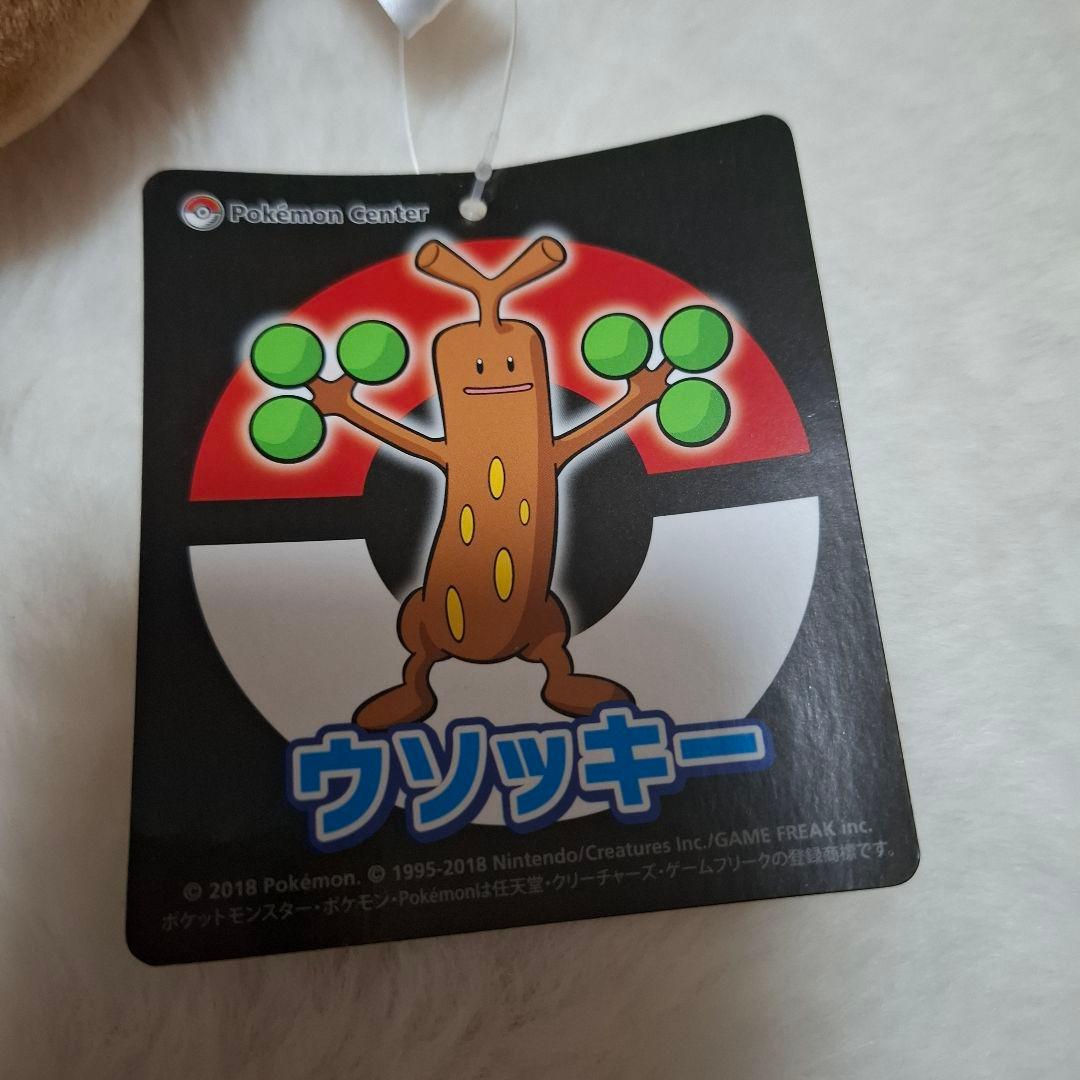 Pokémon Center
ウソッキー
© 2018 Pokémon. © 1995-2018 Nintendo/Creatures Inc./GAME FREAK inc.
ポケットモンスター・ポケモン・Pokémonは任天堂・クリーチャーズ・ゲームフリークの登録商標です。